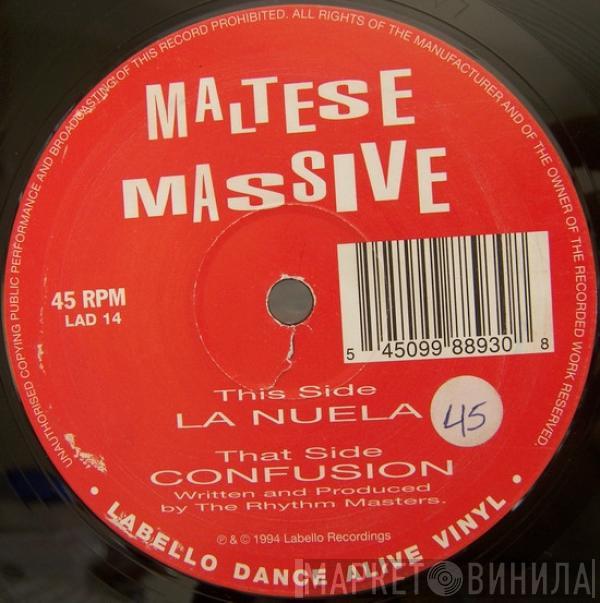 UNAUTHORISED COPYING PUBLIC PERFORMANCE AND BROADCASTING OF THIS RECORD PROHIBITED. ALL RIGHTS OF THE MANUFACTURER AND OF THE OWNER OF THE RECORDED WORK RESERVED.
MALTESE
MASSIVE
45 RPM
LAD 14
5 45099 88930 8
This Side
LA NUELA
45
That Side
CONFUSION
Written and Produced
by The Rhythm Masters.
℗ & © 1994 Labello Recordings
• LABELLO DANCE ALIVE VINYL •
МАРКЕТ ВИНИЛА